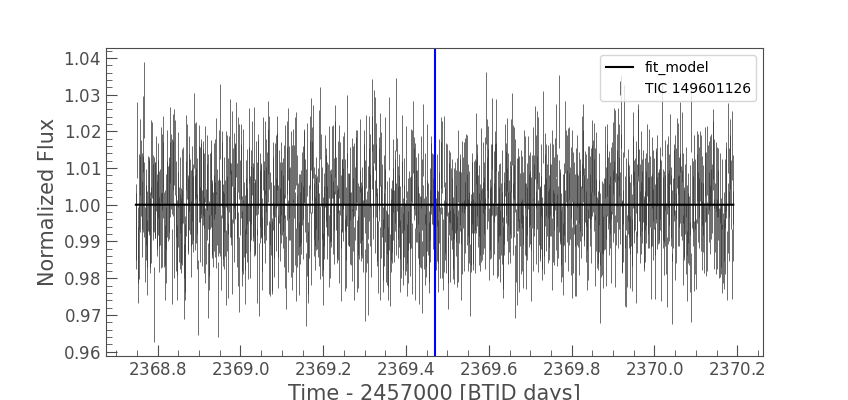 1.04
1.03
1.02
1.01
1.00
0.99
0.98
0.97
0.96
Normalized Flux
fit_model
TIC 149601126
2368.8 2369.0 2369.2 2369.4 2369.6 2369.8 2370.0 2370.2
Time - 2457000 [BTJD days]